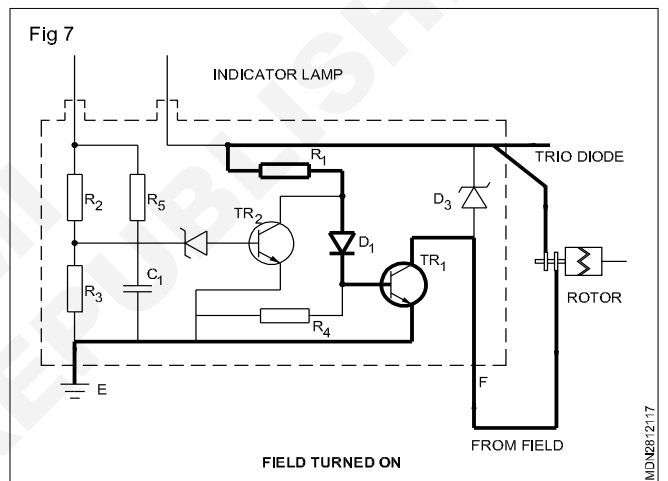 Fig 7
INDICATOR LAMP
TRIO DIODE
R1
R2
R5
TR2
D3
D1
TR1
C1
R3
R4
ROTOR
E
F
FROM FIELD
FIELD TURNED ON
MDN2812117
REPUBLISH